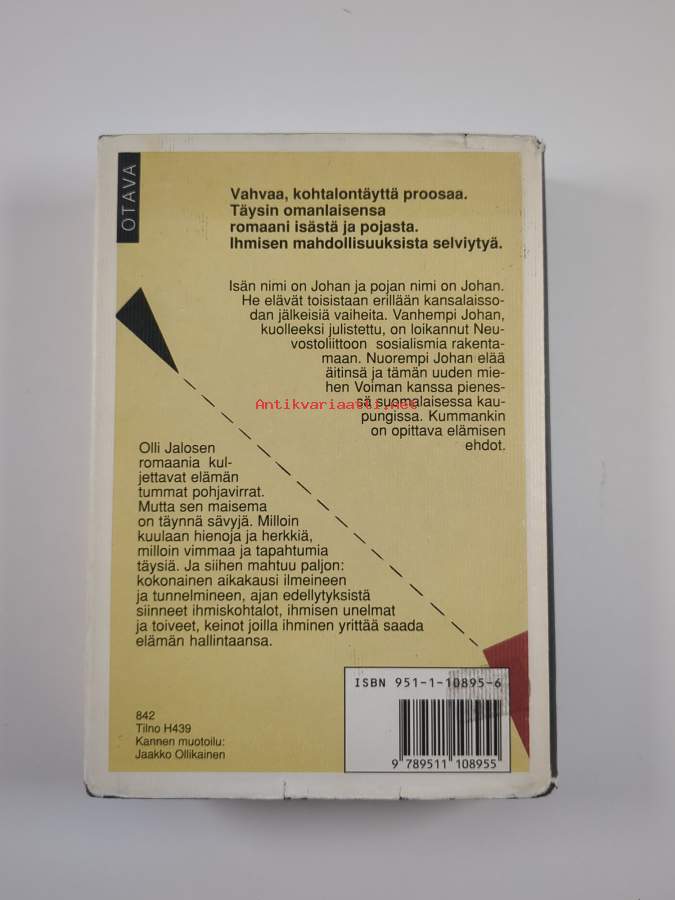 OTAVA
Vahvaa, kohtalontäyttä proosaa.
Täysin omanlaisensa
romaani isästä ja pojasta.
Ihmisen mahdollisuuksista selviytyä.
Isän nimi on Johan ja pojan nimi on Johan.
He elävät toisistaan erillään kansalaisso-
dan jälkeisiä vaiheita. Vanhempi Johan,
kuolleeksi julistettu, on loikannut Neu-
vostoliittoon sosialismia rakenta-
maan. Nuorempi Johan elää
äitinsä ja tämän uuden mie-
hen Voiman kanssa pienes-
sä suomalaisessa kau-
pungissa. Kummankin
on opittava elämisen
ehdot.
Antikvariaatti.net
Olli Jalosen
romaania kul-
jettavat elämän
tummat pohjavirrat.
Mutta sen maisema
on täynnä sävyjä. Milloin
kuulaan hienoja ja herkkiä,
milloin vimmaa ja tapahtumia
täysiä. Ja siihen mahtuu paljon:
kokonainen aikakausi ilmeineen
ja tunnelmineen, ajan edellytyksistä
siinneet ihmiskohtalot, ihmisen unelmat
ja toiveet, keinot joilla ihminen yrittää saada
elämän hallintaansa.
842
Tilno H439
Kannen muotoilu:
Jaakko Ollikainen
ISBN 951-1-10895-6
9 789511 108955